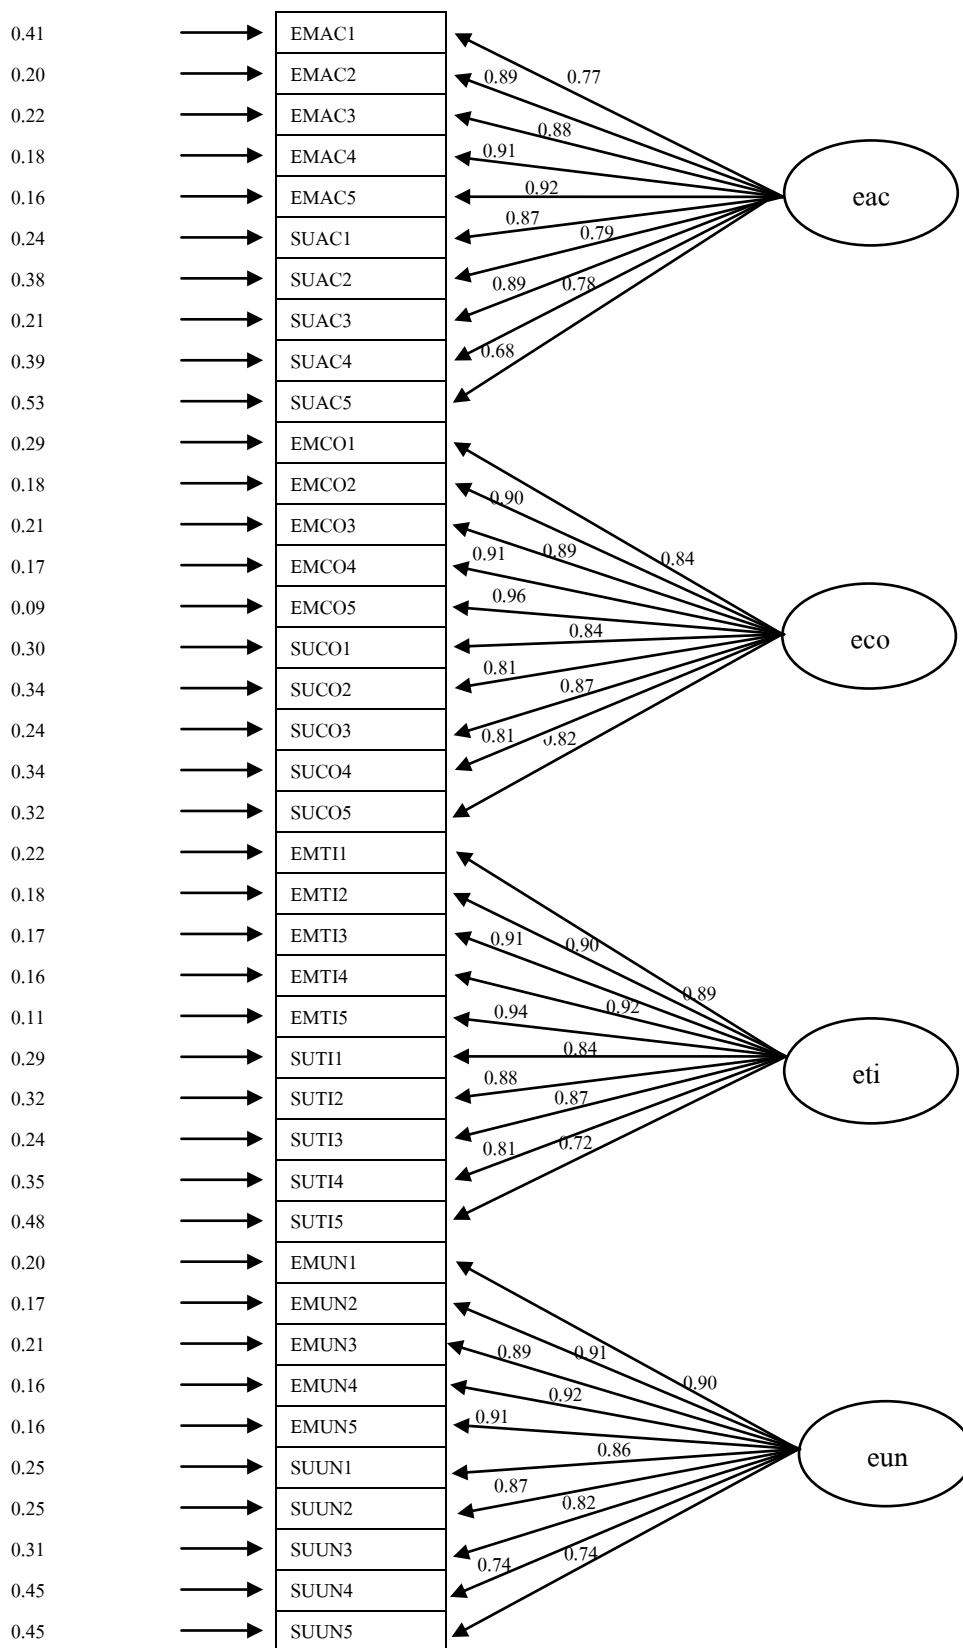 0.41 EMAC1
0.20 EMAC2 0.89 0.77
0.22 EMAC3 0.88
0.18 EMAC4 0.91
0.16 EMAC5 0.92 eac
0.24 SUAC1 0.87 0.79
0.38 SUAC2 0.89 0.78
0.21 SUAC3
0.39 SUAC4 0.68
0.53 SUAC5
0.29 EMCO1
0.18 EMCO2 0.90
0.21 EMCO3 0.89 0.84
0.17 EMCO4 0.91
0.09 EMCO5 0.96
0.30 SUCO1 0.84 eco
0.34 SUCO2 0.81 0.87
0.24 SUCO3 0.81 0.82
0.34 SUCO4
0.32 SUCO5
0.22 EMTI1
0.18 EMTI2
0.17 EMTI3 0.91 0.90
0.16 EMTI4 0.89
0.11 EMTI5 0.94 0.92
0.29 SUTI1 0.84 eti
0.32 SUTI2 0.88 0.87
0.24 SUTI3 0.81 0.72
0.35 SUTI4
0.48 SUTI5
0.20 EMUN1
0.17 EMUN2
0.21 EMUN3 0.89 0.91
0.16 EMUN4 0.92 0.90
0.16 EMUN5 0.91
0.25 SUUN1 0.86 eun
0.25 SUUN2 0.87 0.82
0.31 SUUN3 0.74 0.74
0.45 SUUN4
0.45 SUUN5